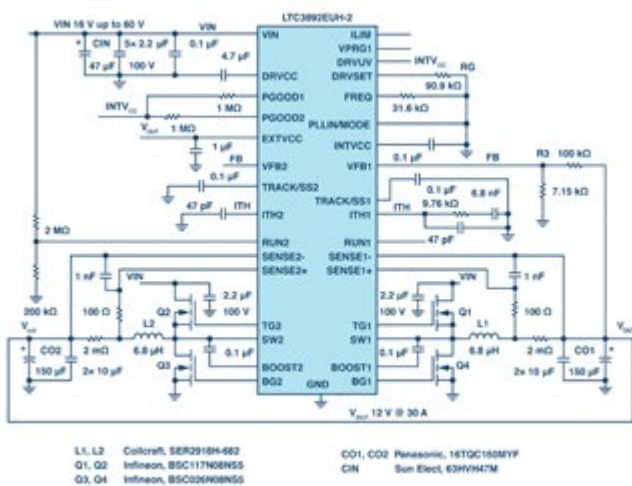 LTC3892EUH-2
VIN 16 V up to 60 V
VIN
VIN
ILIM
CIN
5× 2.2 µF
0.1 µF
VPRG1
4.7 µF
DRVUV
INTVCC
RG
47 µF
100 V
DRVCC
DRVSET
90.9 kΩ
PGOOD1
FREQ
1 MΩ
31.6 kΩ
INTVCC
PGOOD2
PLLIN/MODE
VOUT
1 MΩ
EXTVCC
INTVCC
1 µF
0.1 µF
FB
R3
100 kΩ
FB
VFB2
VFB1
0.1 µF
0.1 µF
6.8 nF
7.15 kΩ
TRACK/SS2
TRACK/SS1
9.76 kΩ
47 pF
ITH
ITH2
ITH1
ITH
2 MΩ
47 pF
RUN2
RUN1
SENSE2-
SENSE1-
1 nF
VIN
SENSE2+
SENSE1+
VIN
1 nF
200 kΩ
100 Ω
2.2 µF
2.2 µF
100 Ω
Q2
100 V
100 V
Q1
Vout
L2
TG2
TG1
L1
SW2
SW1
CO2
2 mΩ
6.8 µH
0.1 µF
0.1 µF
6.8 µH
2 mΩ
CO1
150 µF
2× 10 µF
Q3
BOOST2
BOOST1
Q4
2× 10 µF
150 µF
BG2
BG1
GND
VOUT 12 V @ 30 A
L1, L2 Coilcraft, SER2918H-682
Q1, Q2 Infineon, BSC117N08NS5
Q3, Q4 Infineon, BSC026N08NS5
CO1, CO2 Panasonic, 16TQC150MYF
CIN Sun Elect, 63HVH47M